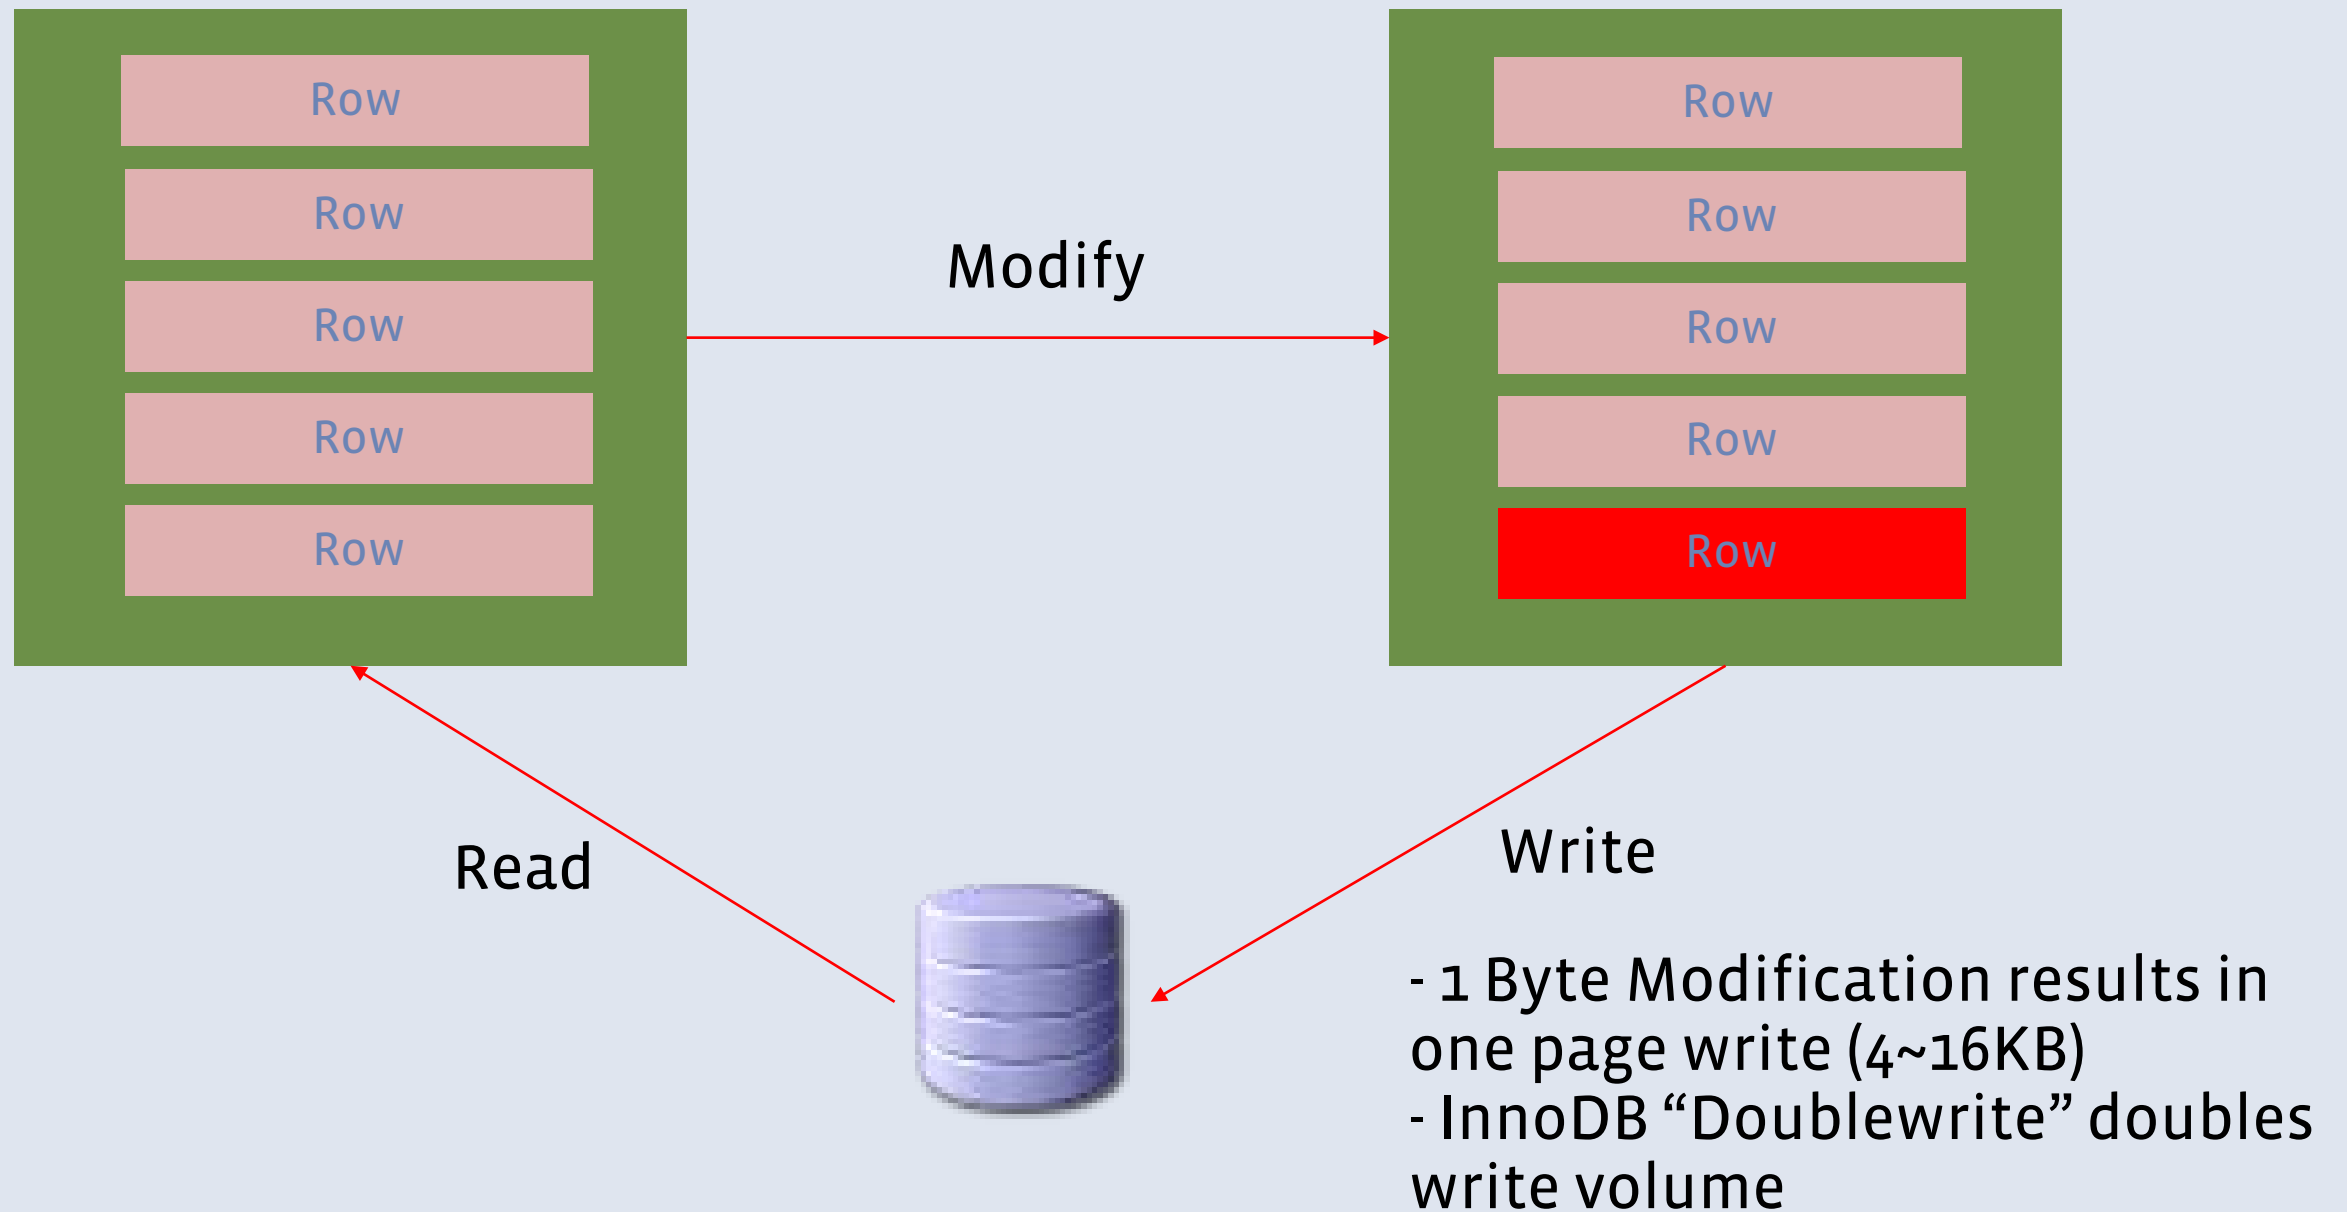 Row
Row
Row
Row
Row
Modify
Row
Row
Row
Row
Row
Read
Write
- 1 Byte Modification results in
one page write (4~16KB)
- InnoDB “Doublewrite” doubles
write volume